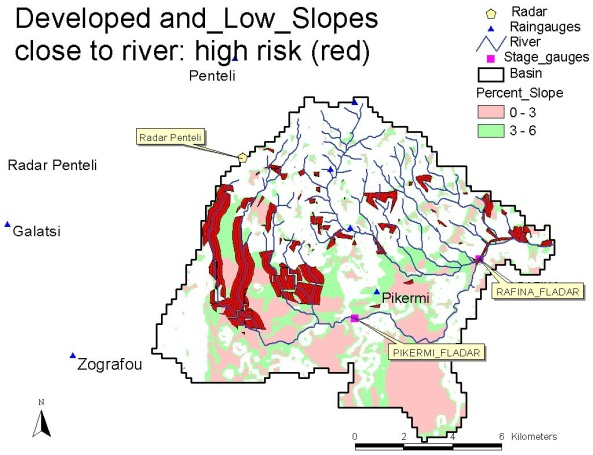 Developed and_Low_Slopes
close to river: high risk (red)
Penteli
Radar
Raingauges
River
Stage_gauges
Basin
Percent_Slope
0 - 3
3 - 6
Radar Penteli
Radar Penteli
Galatsi
Pikermi
RAFINA_FLADAR
PIKERMI_FLADAR
Zografou
N
0 2 4 6 Kilometers